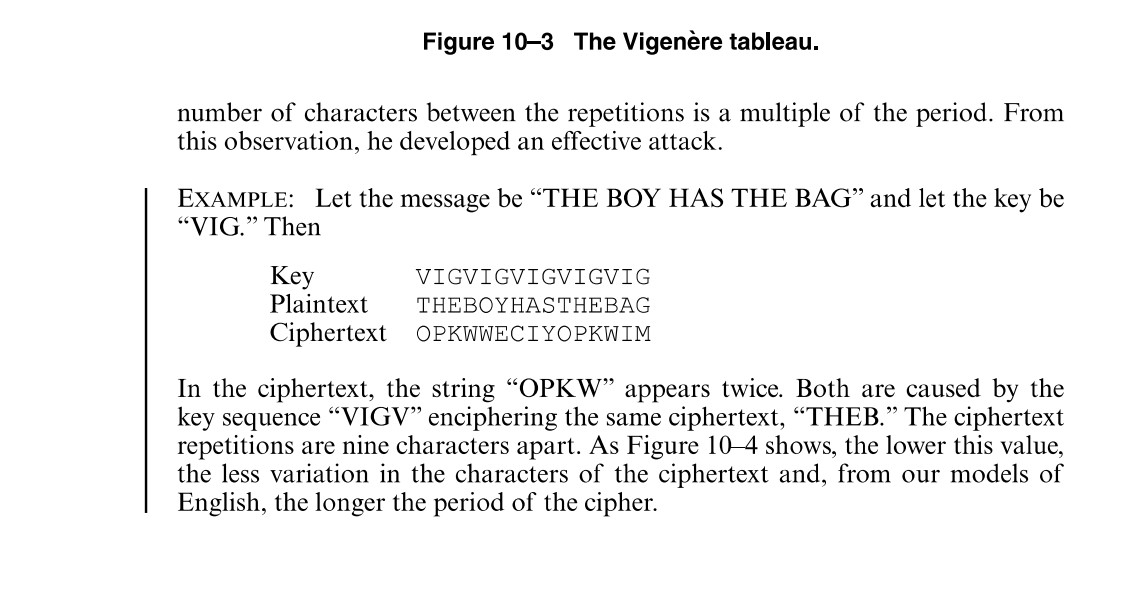 Figure 10–3 The Vigenère tableau.
number of characters between the repetitions is a multiple of the period. From
this observation, he developed an effective attack.
EXAMPLE: Let the message be “THE BOY HAS THE BAG” and let the key be
“VIG.” Then
Key VIGVIGVIGVIGVIG
Plaintext THEBOYHASTHEBAG
Ciphertext OPKWWECIYOPKWIM
In the ciphertext, the string “OPKW” appears twice. Both are caused by the
key sequence “VIGV” enciphering the same ciphertext, “THEB.” The ciphertext
repetitions are nine characters apart. As Figure 10–4 shows, the lower this value,
the less variation in the characters of the ciphertext and, from our models of
English, the longer the period of the cipher.